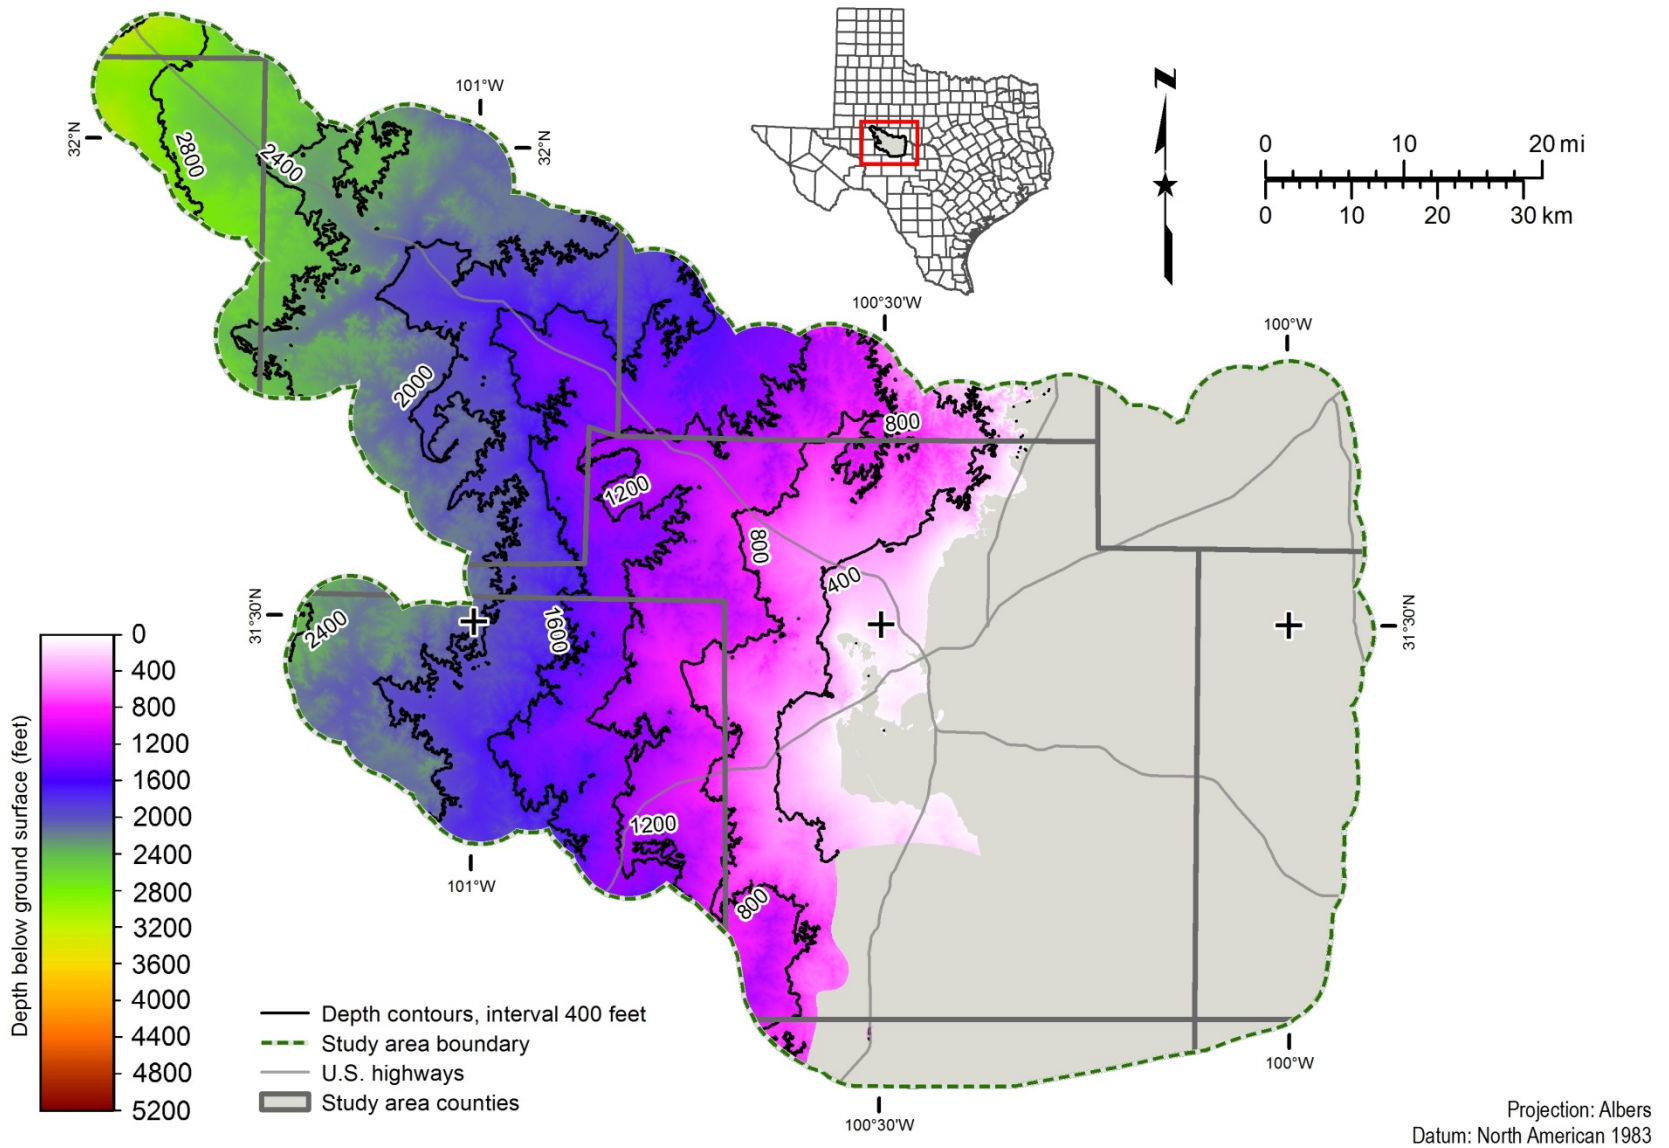 101°W
32°N
32°N
2800
2400
0 10 20 mi
0 10 20 30 km
N
100°30'W
100°W
2000
800
1200
800
400
31°30'N
31°30'N
2400
1600
1200
800
101°W
100°30'W
100°W
Depth below ground surface (feet)
0
400
800
1200
1600
2000
2400
2800
3200
3600
4000
4400
4800
5200
Depth contours, interval 400 feet
Study area boundary
U.S. highways
Study area counties
Projection: Albers
Datum: North American 1983